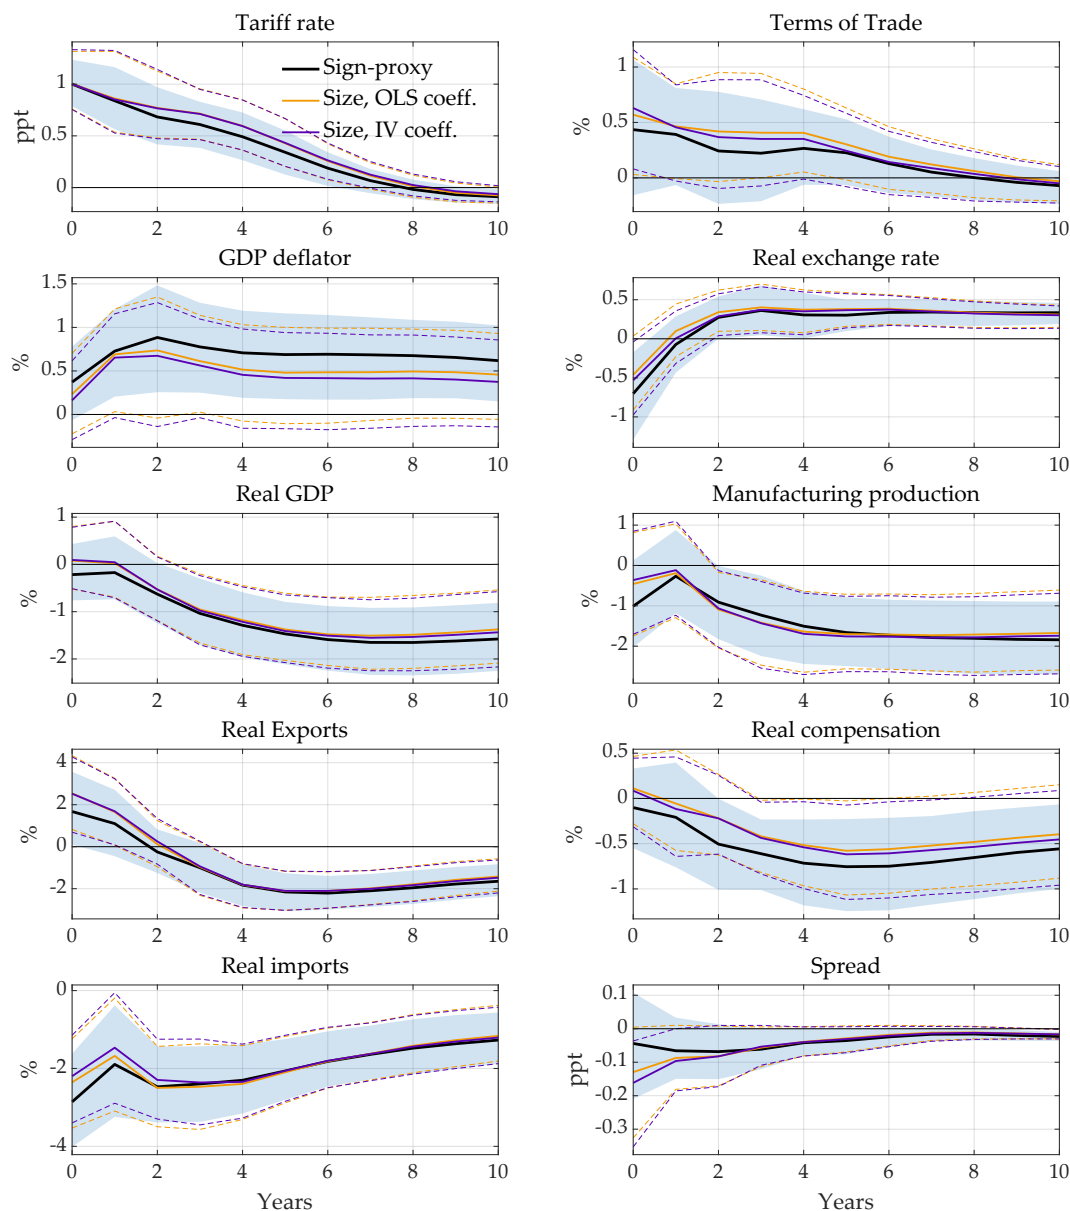 Tariff rate
ppt
1
0.5
0
Sign-proxy
Size, OLS coeff.
Size, IV coeff.
0 2 4 6 8 10
Terms of Trade
%
1
0.5
0
0 2 4 6 8 10
GDP deflator
%
1.5
1
0.5
0
0 2 4 6 8 10
Real exchange rate
%
0.5
0
-0.5
-1
0 2 4 6 8 10
Real GDP
%
1
0
-1
-2
0 2 4 6 8 10
Manufacturing production
%
1
0
-1
-2
0 2 4 6 8 10
Real Exports
%
4
2
0
-2
0 2 4 6 8 10
Real compensation
%
0.5
0
-0.5
-1
0 2 4 6 8 10
Real imports
%
0
-2
-4
0 2 4 6 8 10
Years
Spread
ppt
0.1
0
-0.1
-0.2
-0.3
0 2 4 6 8 10
Years